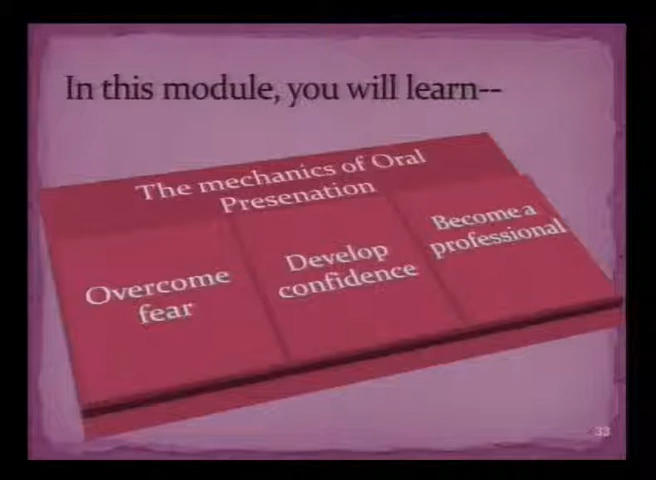 In this module, you will learn--
The mechanics of Oral
Presenation
Overcome
fear
Develop
confidence
Become a
professional
33